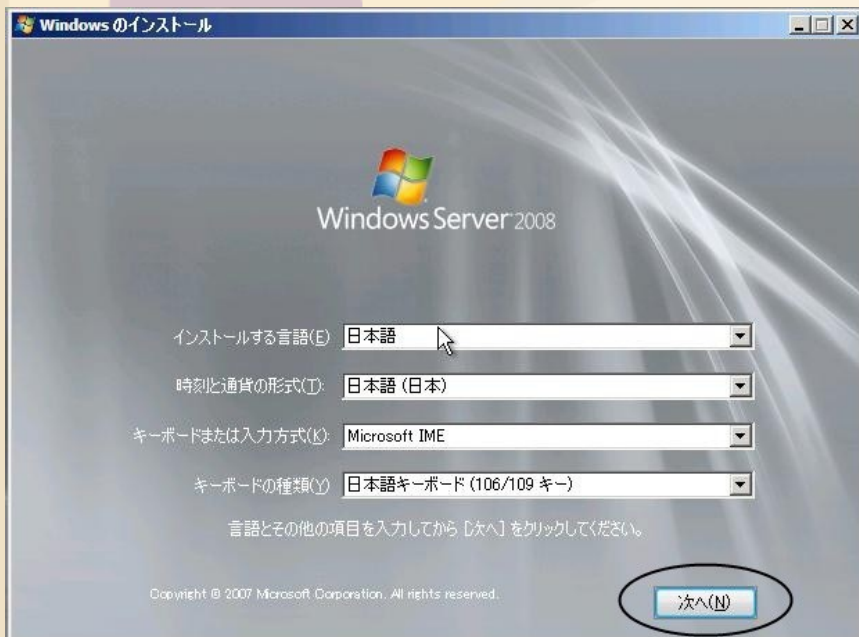 Windows のインストール
Windows Server 2008
インストールする言語(E) 日本語
時刻と通貨の形式(T): 日本語 (日本)
キーボードまたは入力方式(K): Microsoft IME
キーボードの種類(Y) 日本語キーボード (106/109 キー)
言語とその他の項目を入力してから [次へ] をクリックしてください。
Copyright © 2007 Microsoft Corporation. All rights reserved.
次へ(N)